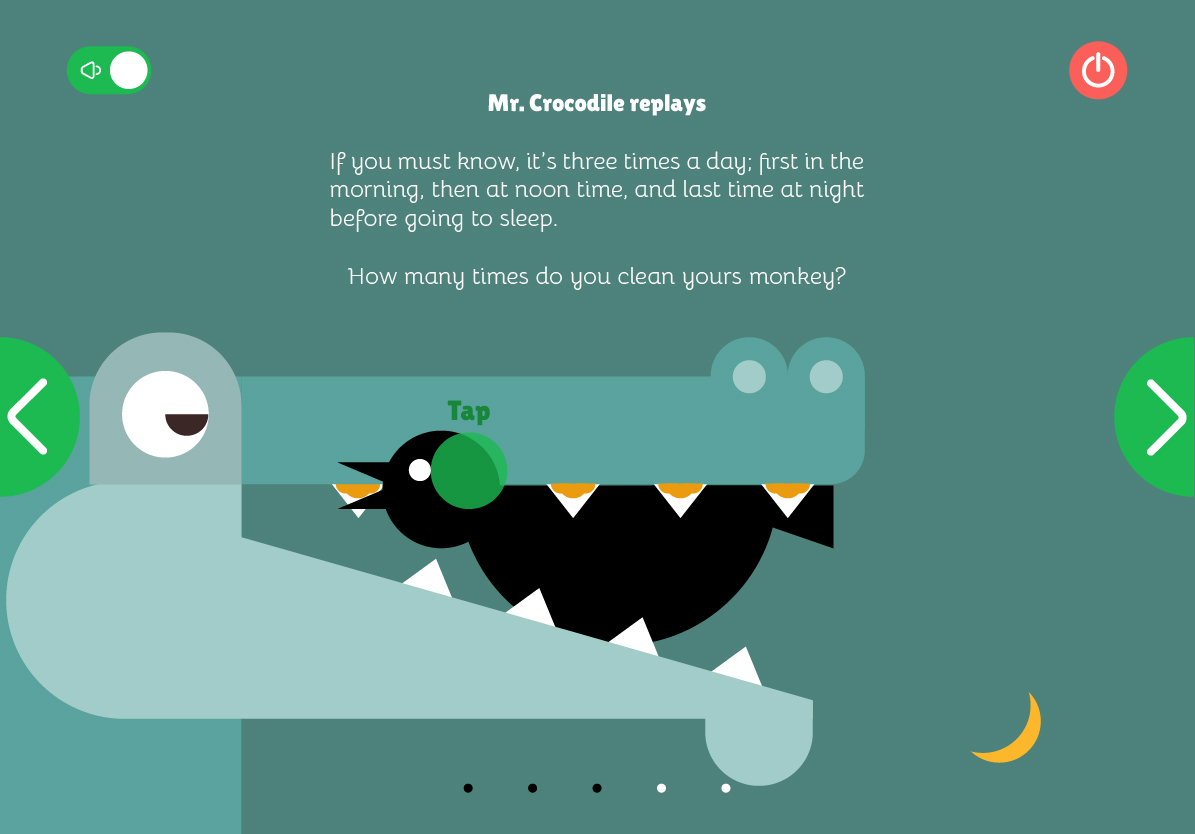 Mr. Crocodile replays
If you must know, it's three times a day; first in the
morning, then at noon time, and last time at night
before going to sleep.
How many times do you clean yours monkey?
Tap